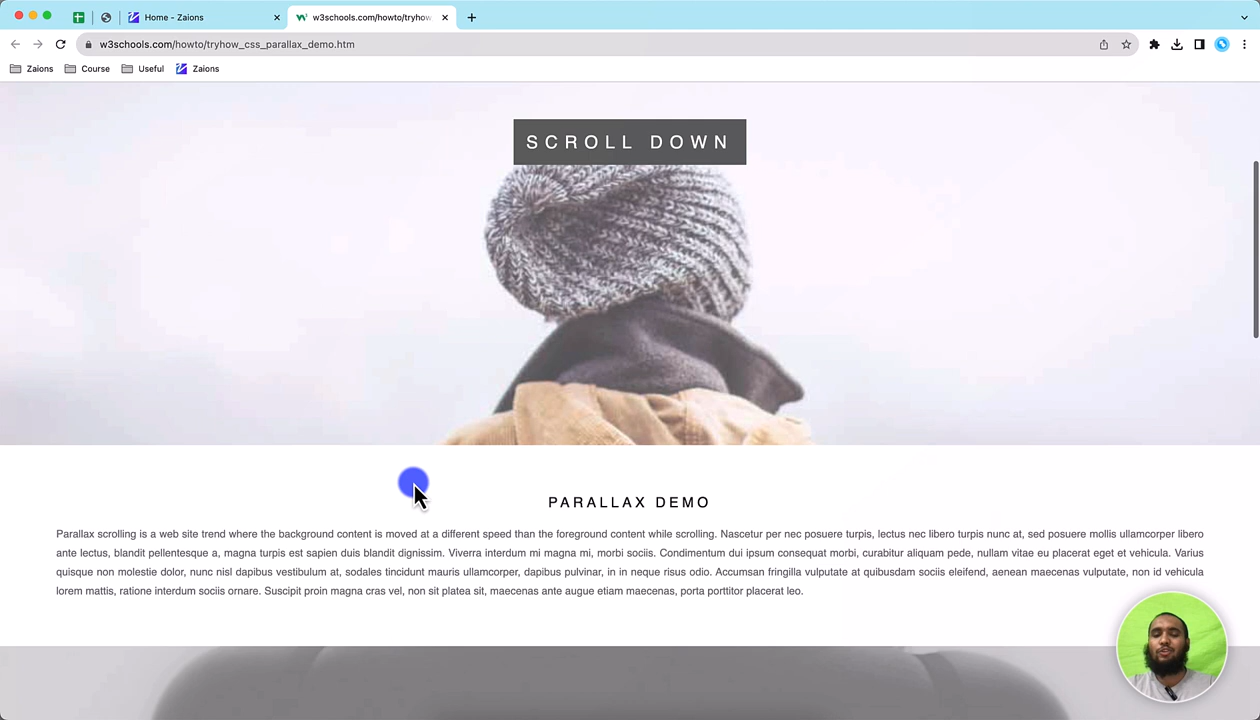 Home - Zaions
w3schools.com/howto/tryhow
w3schools.com/howto/tryhow_css_parallax_demo.htm
Zaions Course Useful Zaions
SCROLL DOWN
PARALLAX DEMO
Parallax scrolling is a web site trend where the background content is moved at a different speed than the foreground content while scrolling. Nascetur per nec posuere turpis, lectus nec libero turpis nunc at, sed posuere mollis ullamcorper libero
ante lectus, blandit pellentesque a, magna turpis est sapien duis blandit dignissim. Viverra interdum mi magna mi, morbi sociis. Condimentum dui ipsum consequat morbi, curabitur aliquam pede, nullam vitae eu placerat eget et vehicula. Varius
quisque non molestie dolor, nunc nisl dapibus vestibulum at, sodales tincidunt mauris ullamcorper, dapibus pulvinar, in in neque risus odio. Accumsan fringilla vulputate at quibusdam sociis eleifend, aenean maecenas vulputate, non id vehicula
lorem mattis, ratione interdum sociis ornare. Suscipit proin magna cras vel, non sit platea sit, maecenas ante augue etiam maecenas, porta porttitor placerat leo.